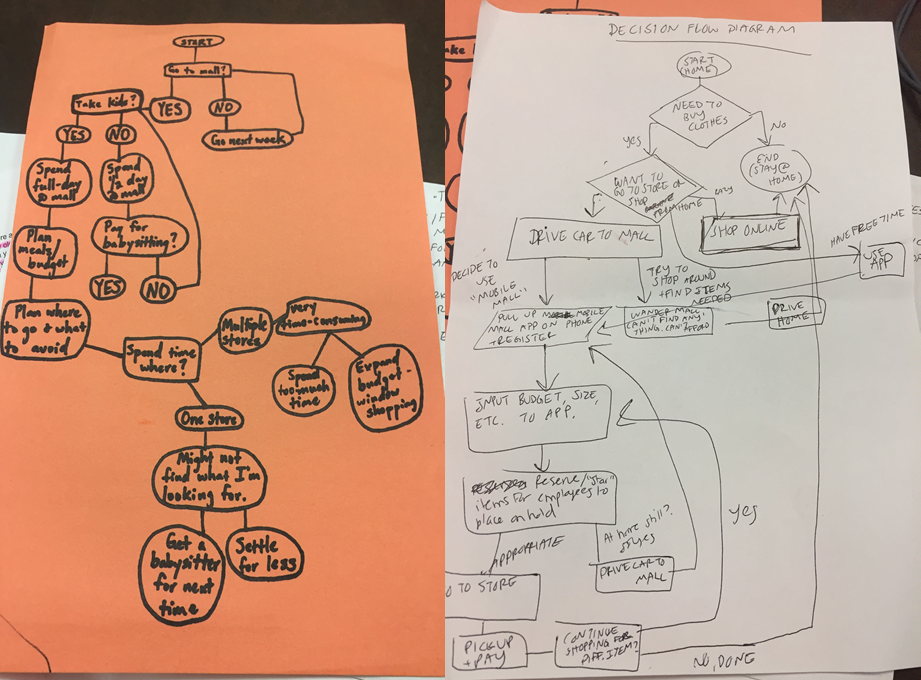 START
Go to mall?
Take kids?
YES
NO
Go next week
YES
NO
Spend
full-day
@ mall
Spend
1/2 day
@ mall
Plan
meals/
budget
Pay for
babysitting?
YES
NO
Plan where
to go & what
to avoid
Spend time
where?
Multiple
stores
very
time-consuming
Spend
too much
time
Expand
budget-
window
shopping
One store
Might not
find what I'm
looking for.
Get a
babysitter
for next
time
Settle
for less
DECISION FLOW DIAGRAM
START
(HOME)
NEED TO
BUY
CLOTHES
YES
NO
END
(STAY@
HOME)
WANT TO
GO TO STORE or
SHOP
FROM HOME
SHOP ONLINE
DRIVE CAR TO MALL
HAVE FREE TIME
USE
APP
DECIDE TO
USE
"MOBILE
MALL"
TRY TO
SHOP AROUND
+ FIND ITEMS
NEEDED
PULL UP MOBILE
MALL APP ON PHONE
+ REGISTER
WANDER MALL
CAN'T FIND ANY-
THING. CAN'T AFFORD
DRIVE
HOME
INPUT BUDGET, SIZE,
ETC. TO APP.
Reserve/"star"
items for employees to
place on hold
YES
APPROPRIATE
At home still?
yes
DRIVE CAR TO
MALL
O TO STORE
PICK UP
+ PAY
CONTINUE
SHOPPING FOR
DIFF. ITEM?
NO, DONE